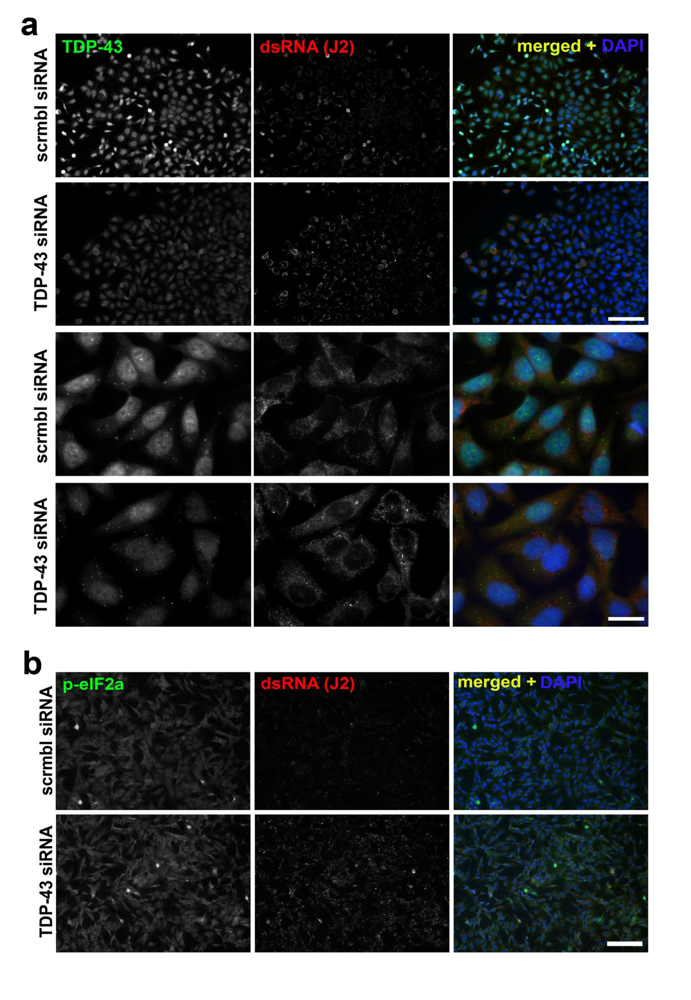 a
TDP-43
dsRNA (J2)
merged + DAPI
scrmbl siRNA
TDP-43 siRNA
scrmbl siRNA
TDP-43 siRNA
b
p-eIF2a
dsRNA (J2)
merged + DAPI
scrmbl siRNA
TDP-43 siRNA